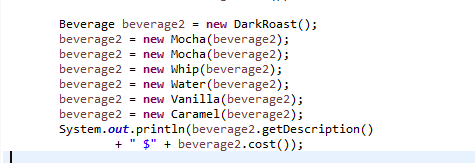 Beverage beverage2 = new DarkRoast();
beverage2 = new Mocha(beverage2);
beverage2 = new Mocha(beverage2);
beverage2 = new Whip(beverage2);
beverage2 = new Water(beverage2);
beverage2 = new Vanilla(beverage2);
beverage2 = new Caramel(beverage2);
System.out.println(beverage2.getDescription()
+ " $" + beverage2.cost());